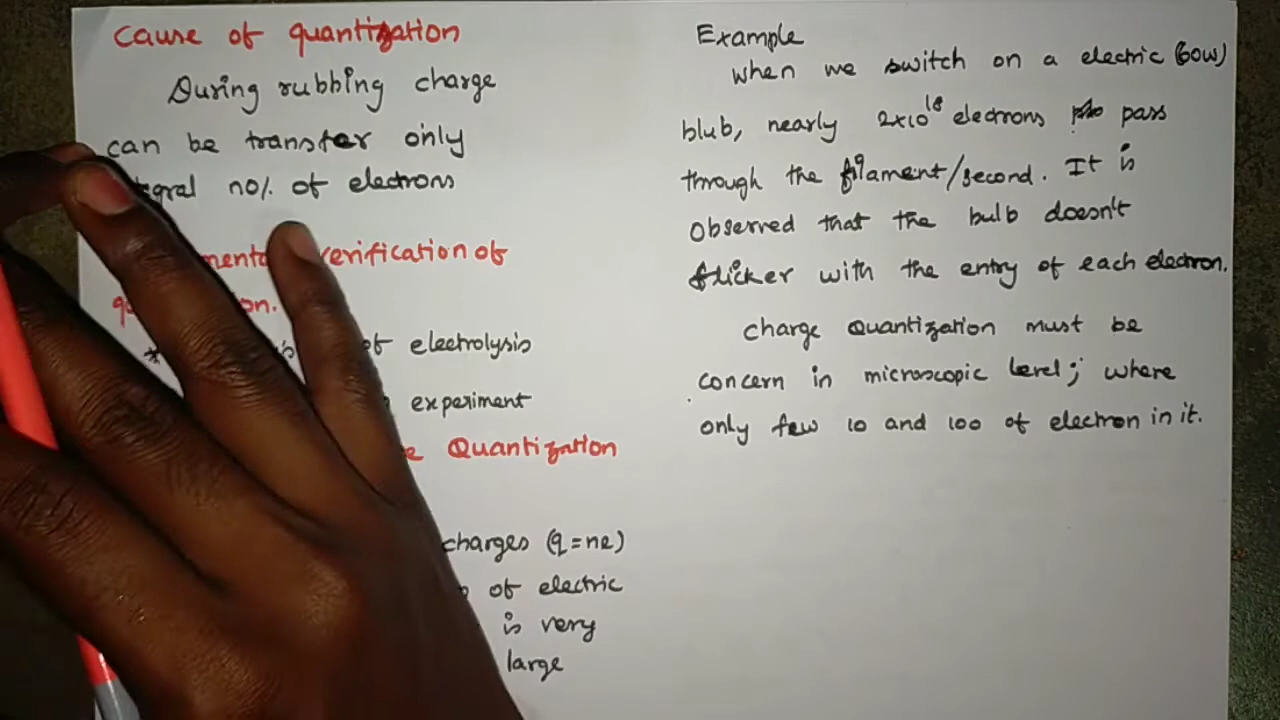 Cause of quantization
During rubbing charge
can be transfer only
no/. of electrons
verification of
of electrolysis
experiment
Quantization
charges (q=ne)
of electric
is very
large
Example
when we switch on a electric (60W)
blub, nearly 2x10^18 electrons pass
through the filament/second. It is
observed that the bulb doesn't
flicker with the entry of each electron.
charge Quantization must be
concern in microscopic level; where
only few 10 and 100 of electron in it.